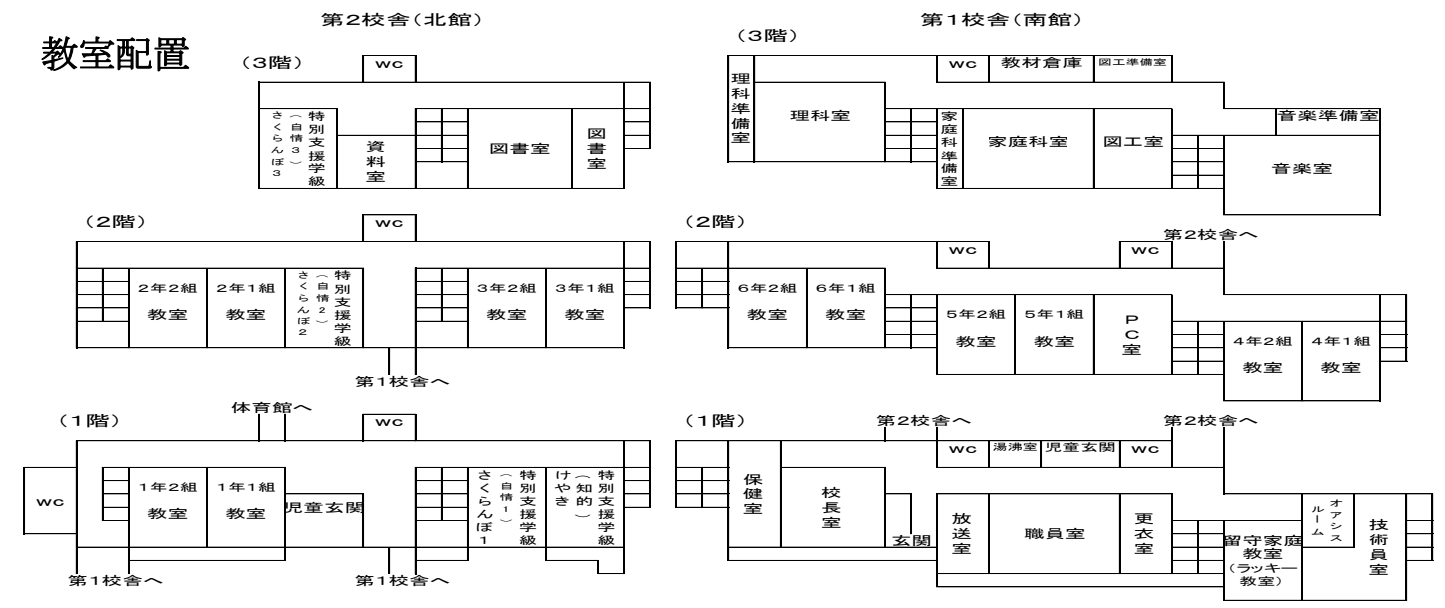 教室配置
第2校舎(北館)
(3階)
WC
特別支援学級
(自情3)
さくらんぼ3
資料室
図書室
図書室
(2階)
WC
2年2組
教室
2年1組
教室
特別支援学級
(自情2)
さくらんぼ2
3年2組
教室
3年1組
教室
第1校舎へ
(1階)
体育館へ
WC
WC
1年2組
教室
1年1組
教室
児童玄関
特別支援学級
(自情1)
さくらんぼ1
特別支援学級
(知的)
けやき
第1校舎へ
第1校舎へ
第1校舎(南館)
(3階)
理科準備室
理科室
WC
教材倉庫
図工準備室
家庭科準備室
家庭科室
図工室
音楽準備室
音楽室
(2階)
第2校舎へ
WC
WC
6年2組
教室
6年1組
教室
5年2組
教室
5年1組
教室
PC室
4年2組
教室
4年1組
教室
(1階)
第2校舎へ
第2校舎へ
WC
湯沸室
児童玄関
WC
保健室
校長室
玄関
放送室
職員室
更衣室
留守家庭
教室
(ラッキー
教室)
オアシス
ルーム
技術員室